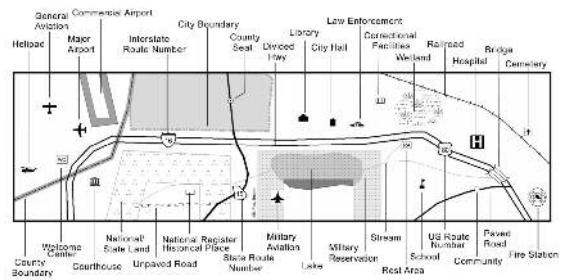 General
Aviation
Commercial Airport
Helipad
Major
Airport
Interstate
Route Number
City Boundary
County
Seat
Divided
Hwy
Library
City Hall
Law Enforcement
Correctional
Facilities
Wetland
Railroad
Hospital
Bridge
Cemetery
H
County
Boundary
Welcome
Center
Courthouse
National/
State Land
Unpaved Road
National Register
Historical Place
State Route
Number
Military
Aviation
Lake
Military
Reservation
Stream
Rest Area
School
US Route
Number
Community
Paved
Road
Fire Station